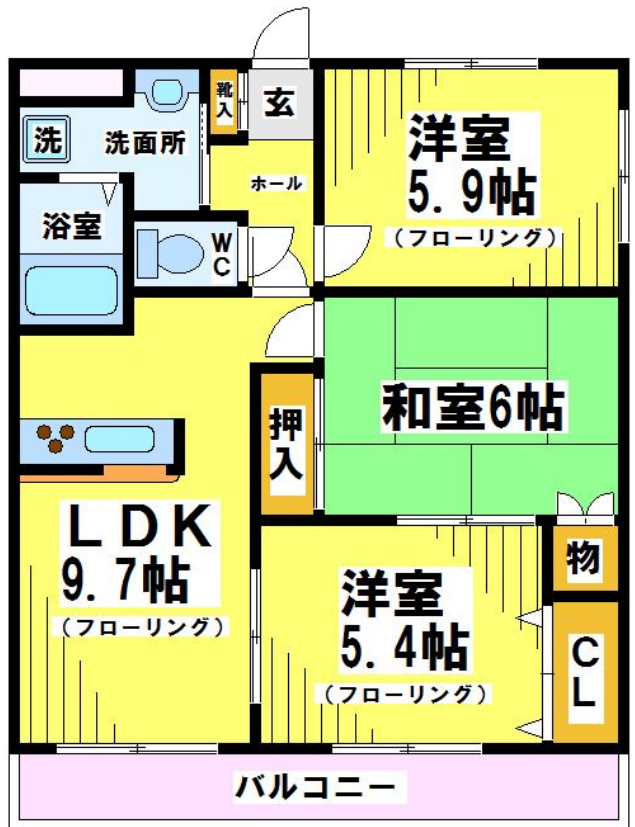 靴入
玄
洗
洗面所
洋室
5.9帖
(フローリング)
ホール
浴室
WC
和室6帖
押入
LDK
9.7帖
(フローリング)
物
洋室
5.4帖
(フローリング)
CL
バルコニー